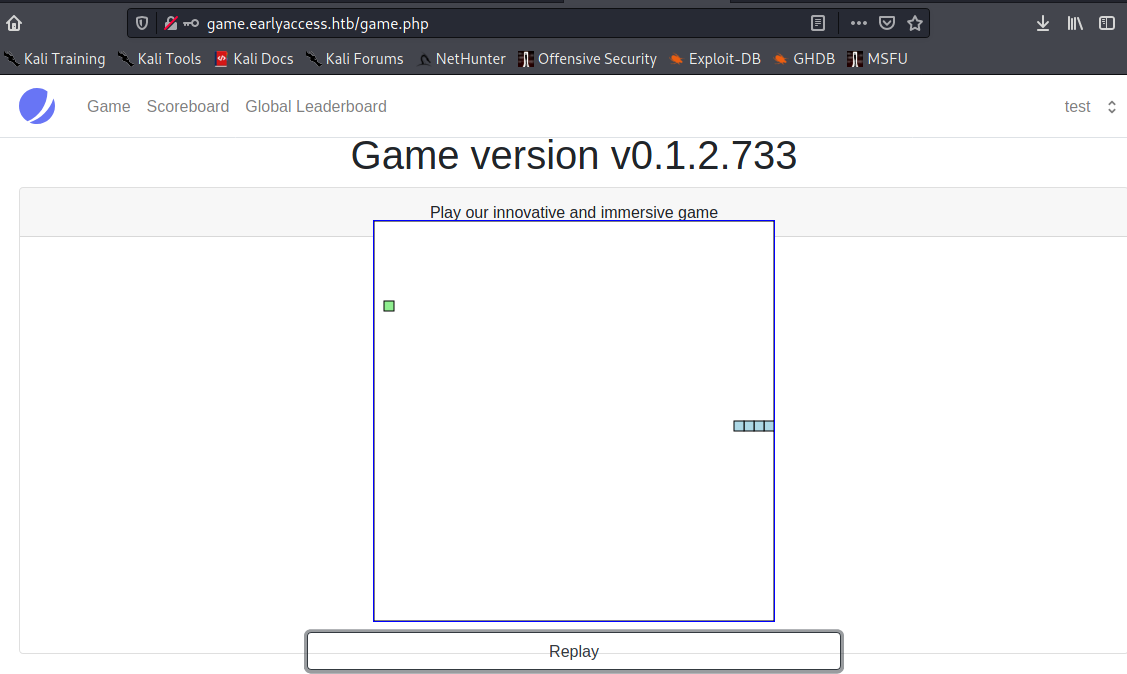 game.earlyaccess.htb/game.php
Kali Training Kali Tools Kali Docs Kali Forums NetHunter Offensive Security Exploit-DB GHDB MSFU
Game Scoreboard Global Leaderboard test
Game version v0.1.2.733
Play our innovative and immersive game
Replay